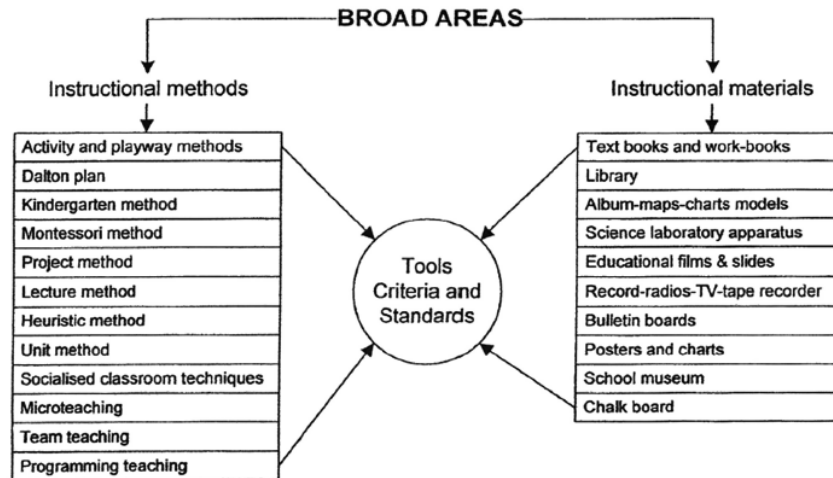 BROAD AREAS
Instructional methods
Activity and playway methods
Dalton plan
Kindergarten method
Montessori method
Project method
Lecture method
Heuristic method
Unit method
Socialised classroom techniques
Microteaching
Team teaching
Programming teaching
Tools
Criteria and
Standards
Instructional materials
Text books and work-books
Library
Album-maps-charts models
Science laboratory apparatus
Educational films & slides
Record-radios-TV-tape recorder
Bulletin boards
Posters and charts
School museum
Chalk board